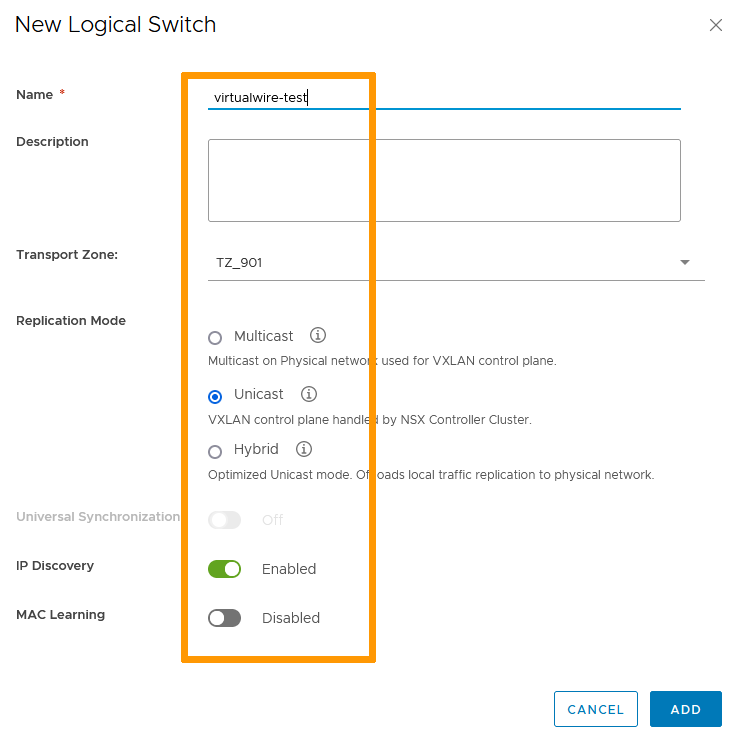 New Logical Switch
Name *
virtualwire-test
Description
Transport Zone:
TZ_901
Replication Mode
Multicast
Multicast on Physical network used for VXLAN control plane.
Unicast
VXLAN control plane handled by NSX Controller Cluster.
Hybrid
Optimized Unicast mode. Offloads local traffic replication to physical network.
Universal Synchronization
Off
IP Discovery
Enabled
MAC Learning
Disabled
CANCEL
ADD